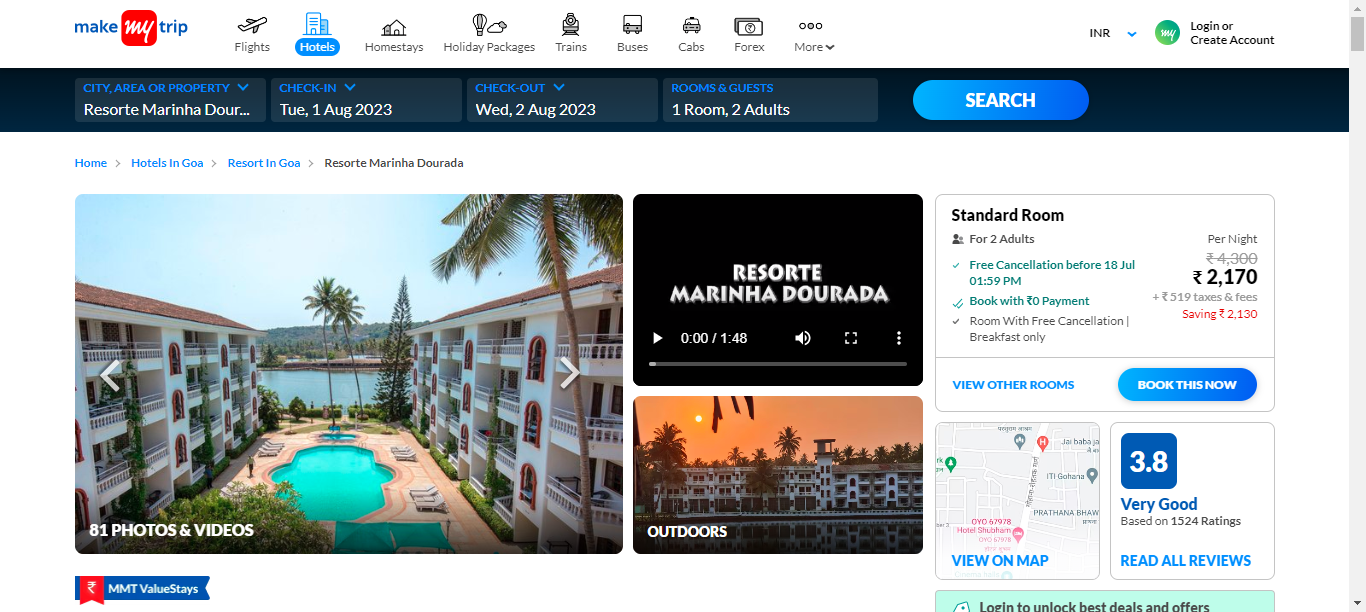 make my trip
Flights
Hotels
Homestays
Holiday Packages
Trains
Buses
Cabs
Forex
More
INR
my
Login or
Create Account
CITY, AREA OR PROPERTY
Resorte Marinha Dour...
CHECK-IN
Tue, 1 Aug 2023
CHECK-OUT
Wed, 2 Aug 2023
ROOMS & GUESTS
1 Room, 2 Adults
SEARCH
Home > Hotels In Goa > Resort In Goa > Resorte Marinha Dourada
81 PHOTOS & VIDEOS
RESORTE
MARINHA DOURADA
0:00 / 1:48
OUTDOORS
Standard Room
For 2 Adults
Free Cancellation before 18 Jul
01:59 PM
Book with ₹0 Payment
Room With Free Cancellation |
Breakfast only
Per Night
₹ 4,300
₹ 2,170
+ ₹ 519 taxes & fees
Saving ₹ 2,130
VIEW OTHER ROOMS
BOOK THIS NOW
परशुराम आश्रम
H
Jai baba ja
ITI Gohana
PRATHANA BHAW
OYO 67978
Hotel Shubham
OYO 67978
VIEW ON MAP
3.8
Very Good
Based on 1524 Ratings
READ ALL REVIEWS
₹ MMT ValueStays
Login to unlock best deals and offers